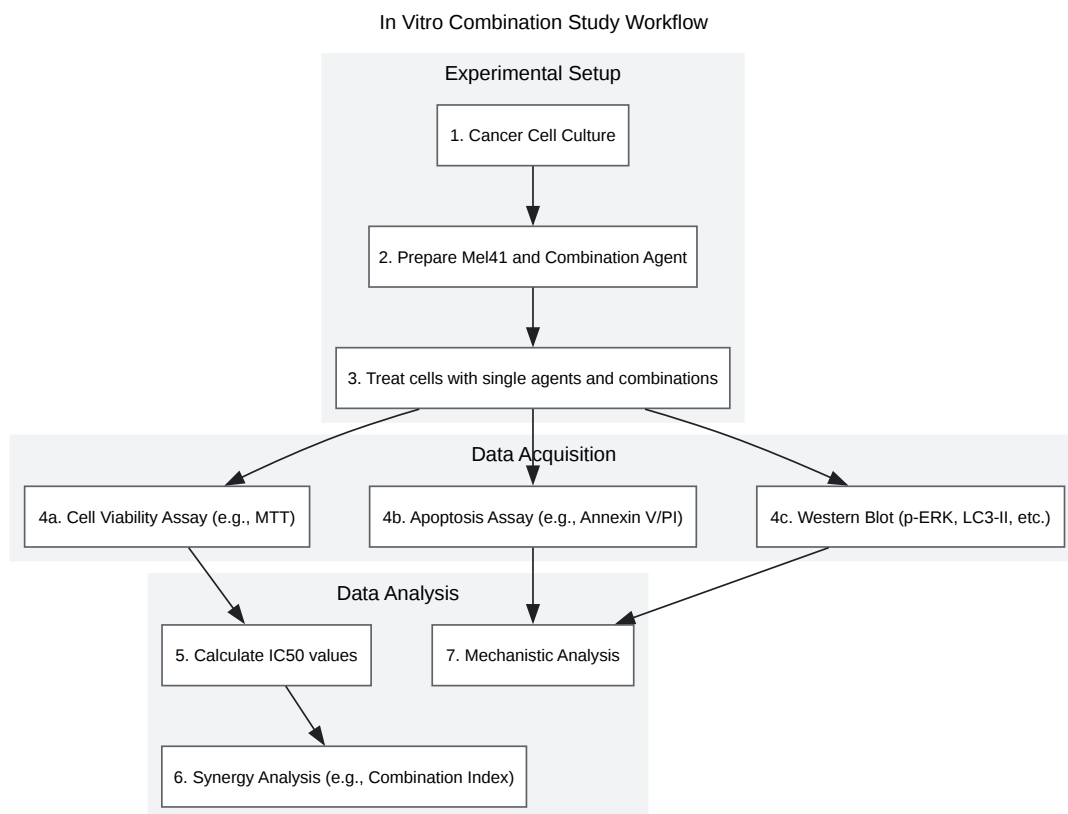 In Vitro Combination Study Workflow
Experimental Setup
1. Cancer Cell Culture
2. Prepare Mel41 and Combination Agent
3. Treat cells with single agents and combinations
Data Acquisition
4a. Cell Viability Assay (e.g., MTT)
4b. Apoptosis Assay (e.g., Annexin V/PI)
4c. Western Blot (p-ERK, LC3-II, etc.)
Data Analysis
5. Calculate IC50 values
7. Mechanistic Analysis
6. Synergy Analysis (e.g., Combination Index)